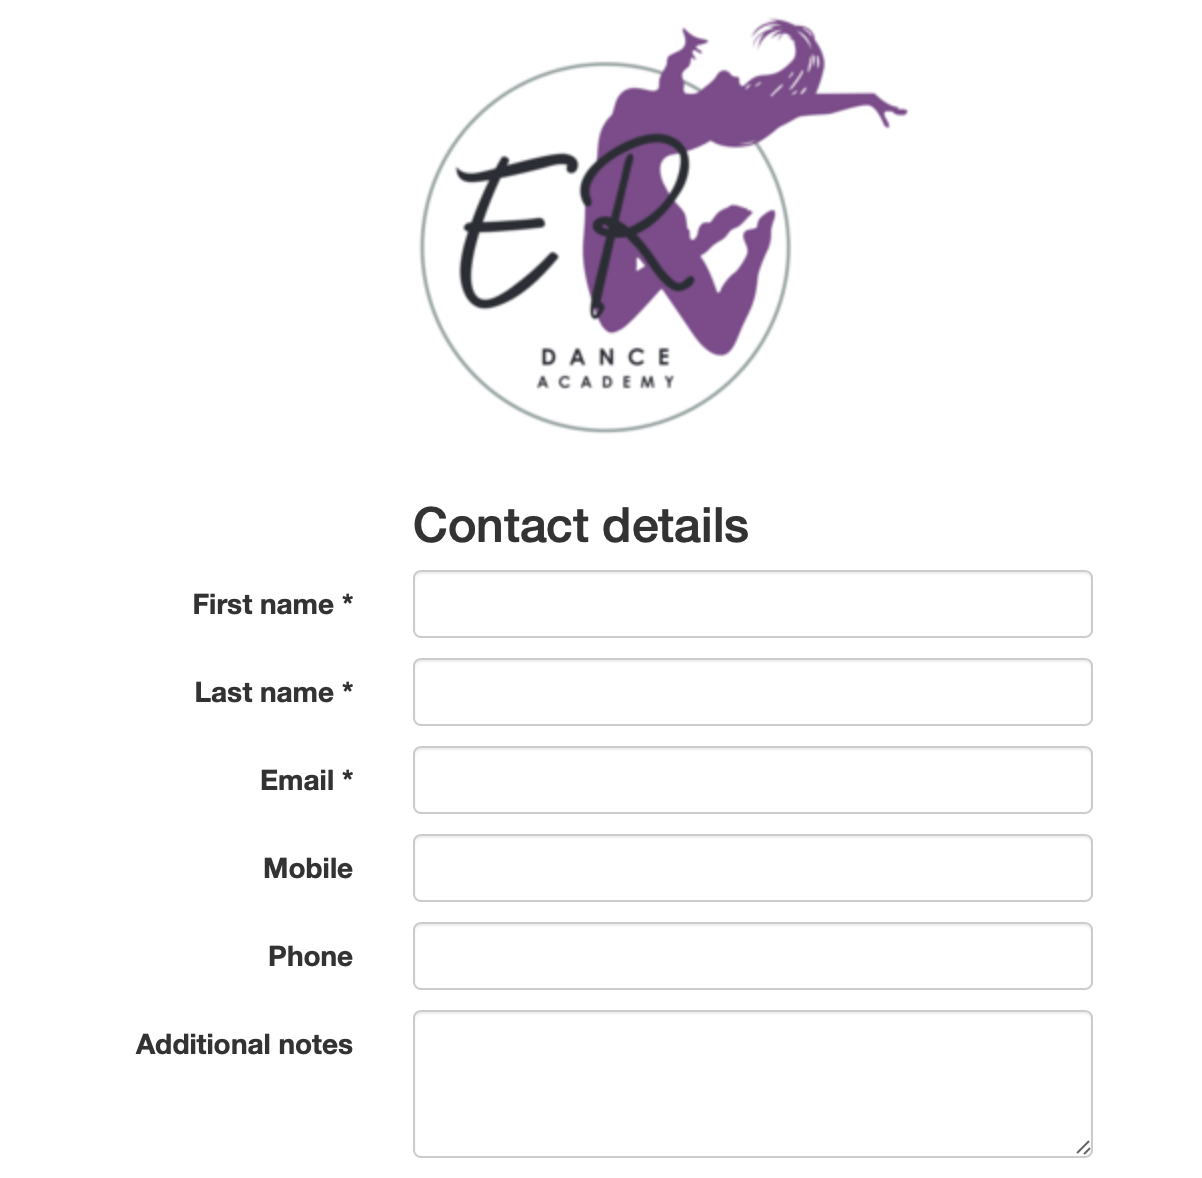 ER
DANCE
ACADEMY
Contact details
First name *
Last name *
Email *
Mobile
Phone
Additional notes